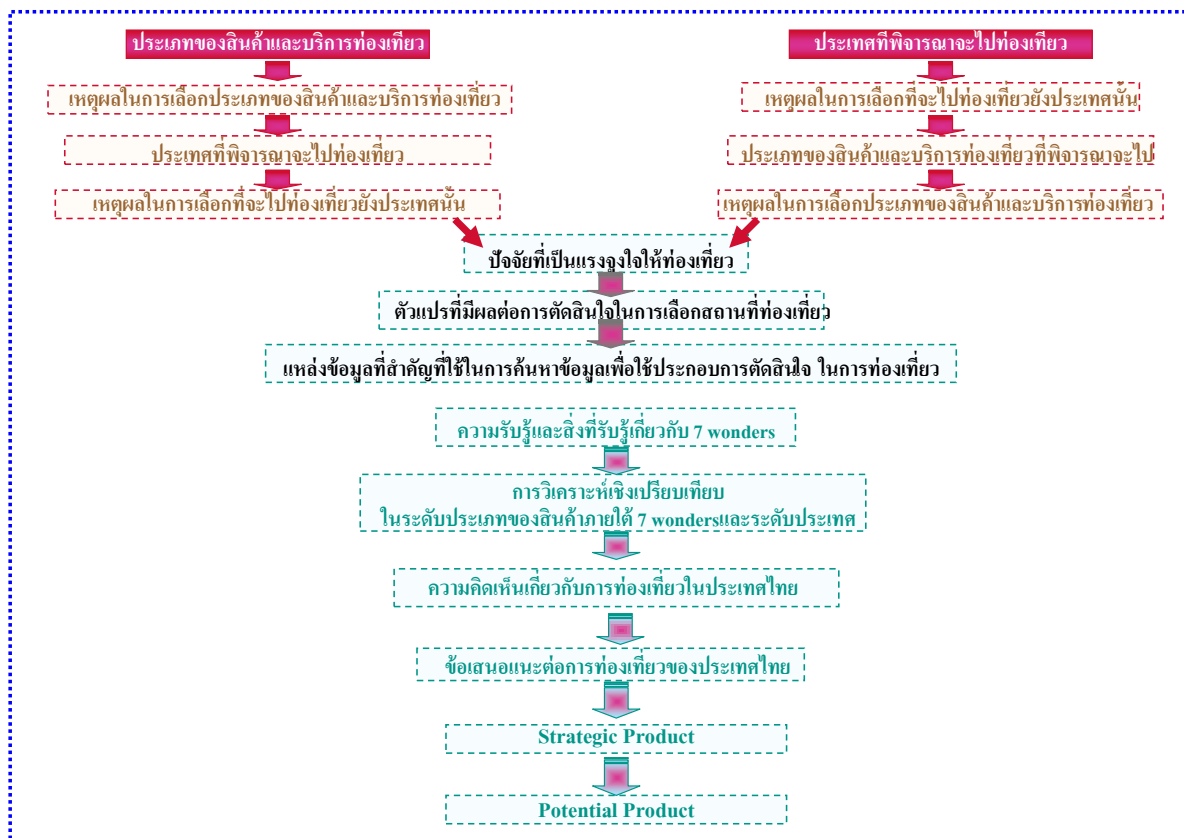 ประเภทของสินค้าและบริการท่องเที่ยว
เหตุผลในการเลือกประเภทของสินค้าและบริการท่องเที่ยว
ประเทศที่พิจารณาจะไปท่องเที่ยว
เหตุผลในการเลือกที่จะไปท่องเที่ยวยังประเทศนั้น
ประเทศที่พิจารณาจะไปท่องเที่ยว
เหตุผลในการเลือกที่จะไปท่องเที่ยวยังประเทศนั้น
ประเภทของสินค้าและบริการท่องเที่ยวที่พิจารณาจะไป
เหตุผลในการเลือกประเภทของสินค้าและบริการท่องเที่ยว
ปัจจัยที่เป็นแรงจูงใจให้ท่องเที่ยว
ตัวแปรที่มีผลต่อการตัดสินใจในการเลือกสถานที่ท่องเที่ยว
แหล่งข้อมูลที่สำคัญที่ใช้ในการค้นหาข้อมูลเพื่อใช้ประกอบการตัดสินใจ ในการท่องเที่ยว
ความรับรู้และสิ่งที่รับรู้เกี่ยวกับ 7 wonders
การวิเคราะห์เชิงเปรียบเทียบ
ในระดับประเภทของสินค้าภายใต้ 7 wondersและระดับประเทศ
ความคิดเห็นเกี่ยวกับการท่องเที่ยวในประเทศไทย
ข้อเสนอแนะต่อการท่องเที่ยวของประเทศไทย
Strategic Product
Potential Product